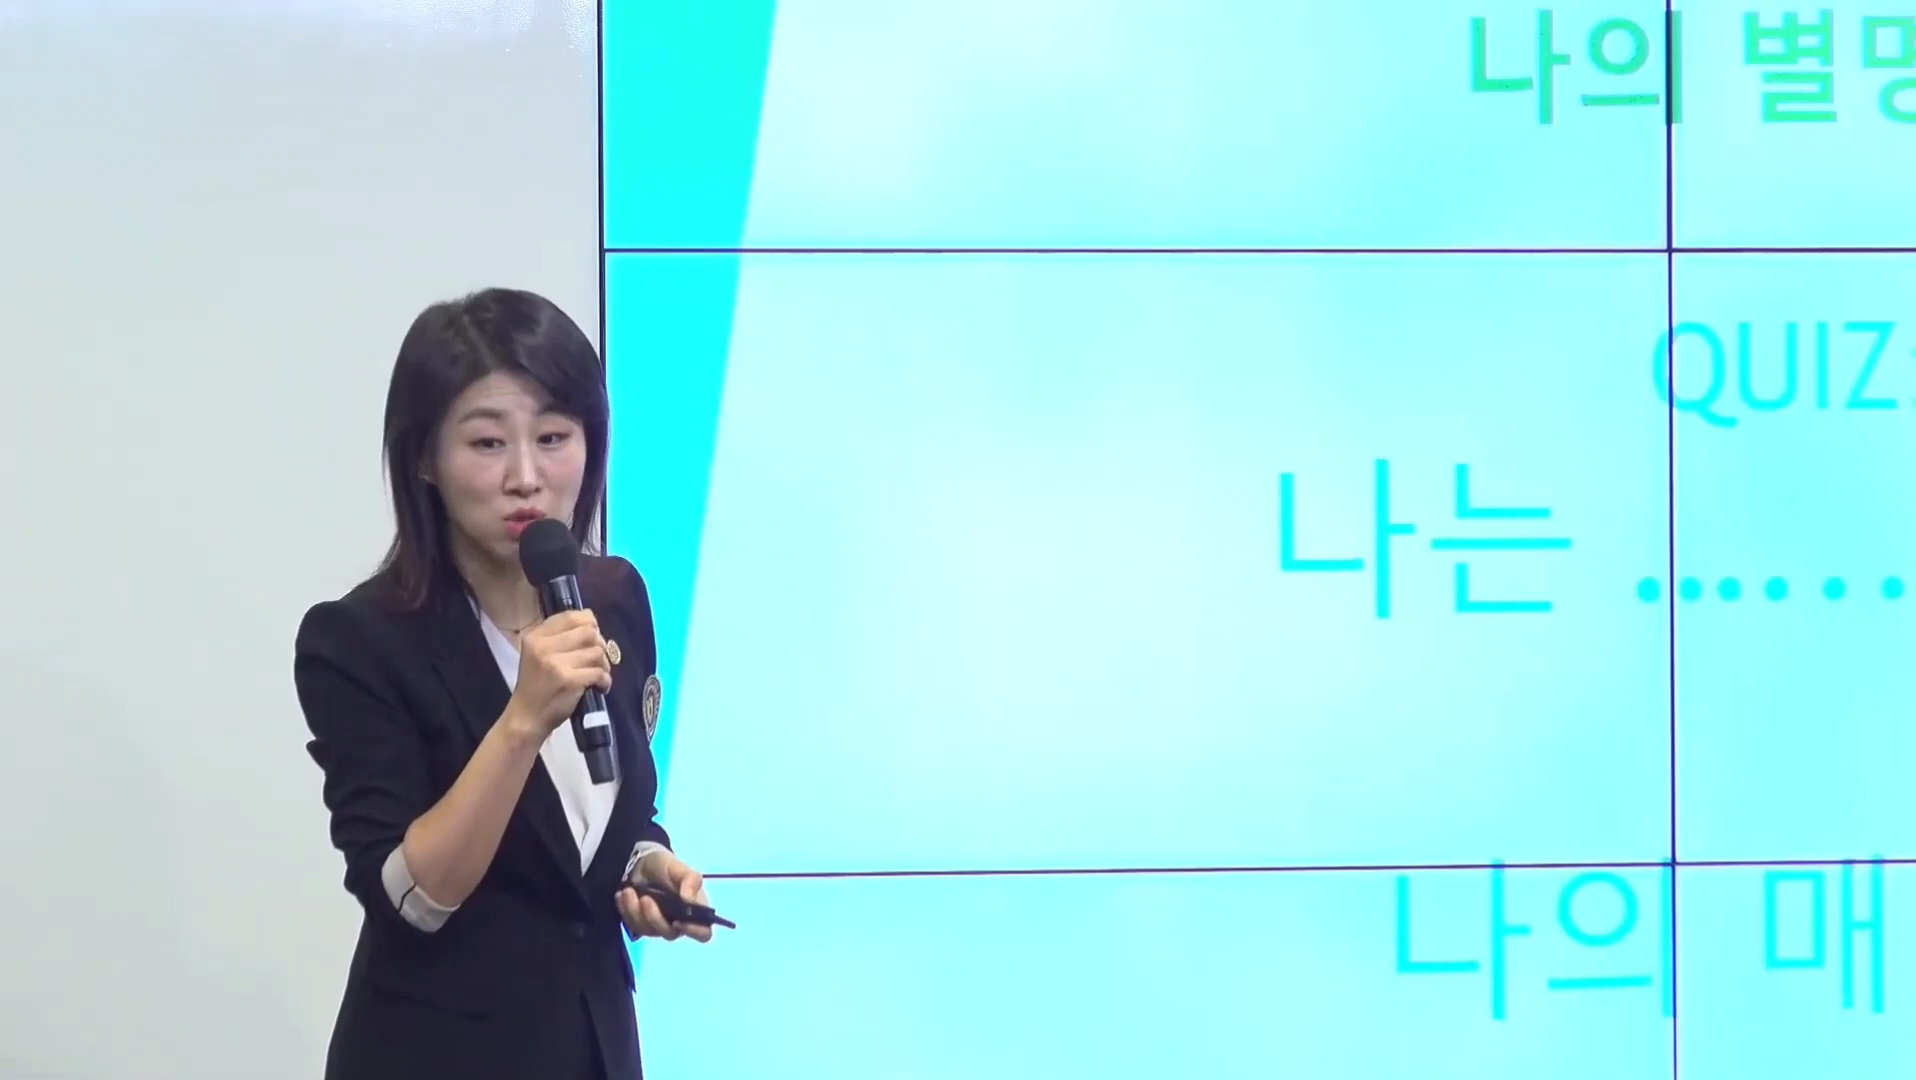 나의 별명
QUIZ:
나는 ......
나의 매